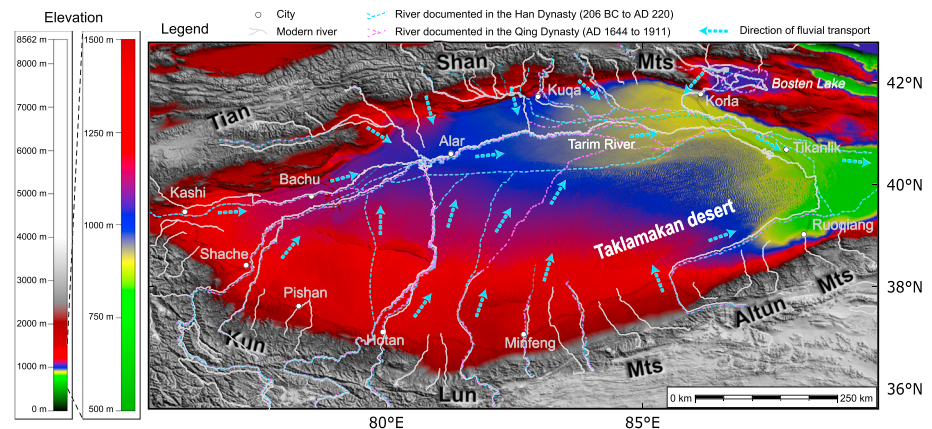 Elevation
8562 m
8000 m
7000 m
6000 m
5000 m
4000 m
3000 m
2000 m
1000 m
0 m
1500 m
1250 m
1000 m
750 m
500 m
Legend
City
Modern river
River documented in the Han Dynasty (206 BC to AD 220)
River documented in the Qing Dynasty (AD 1644 to 1911)
Direction of fluvial transport
Shan
Mts
Bosten Lake
Kuqa
Korla
Tian
Alar
Tarim River
Tikanlik
Bachu
Kashi
Taklamakan desert
Ruoqiang
Shache
Pishan
Altun
Mts
Kun
Hotan
Minfeng
Mts
Lun
0 km
250 km
42°N
40°N
38°N
36°N
80°E
85°E